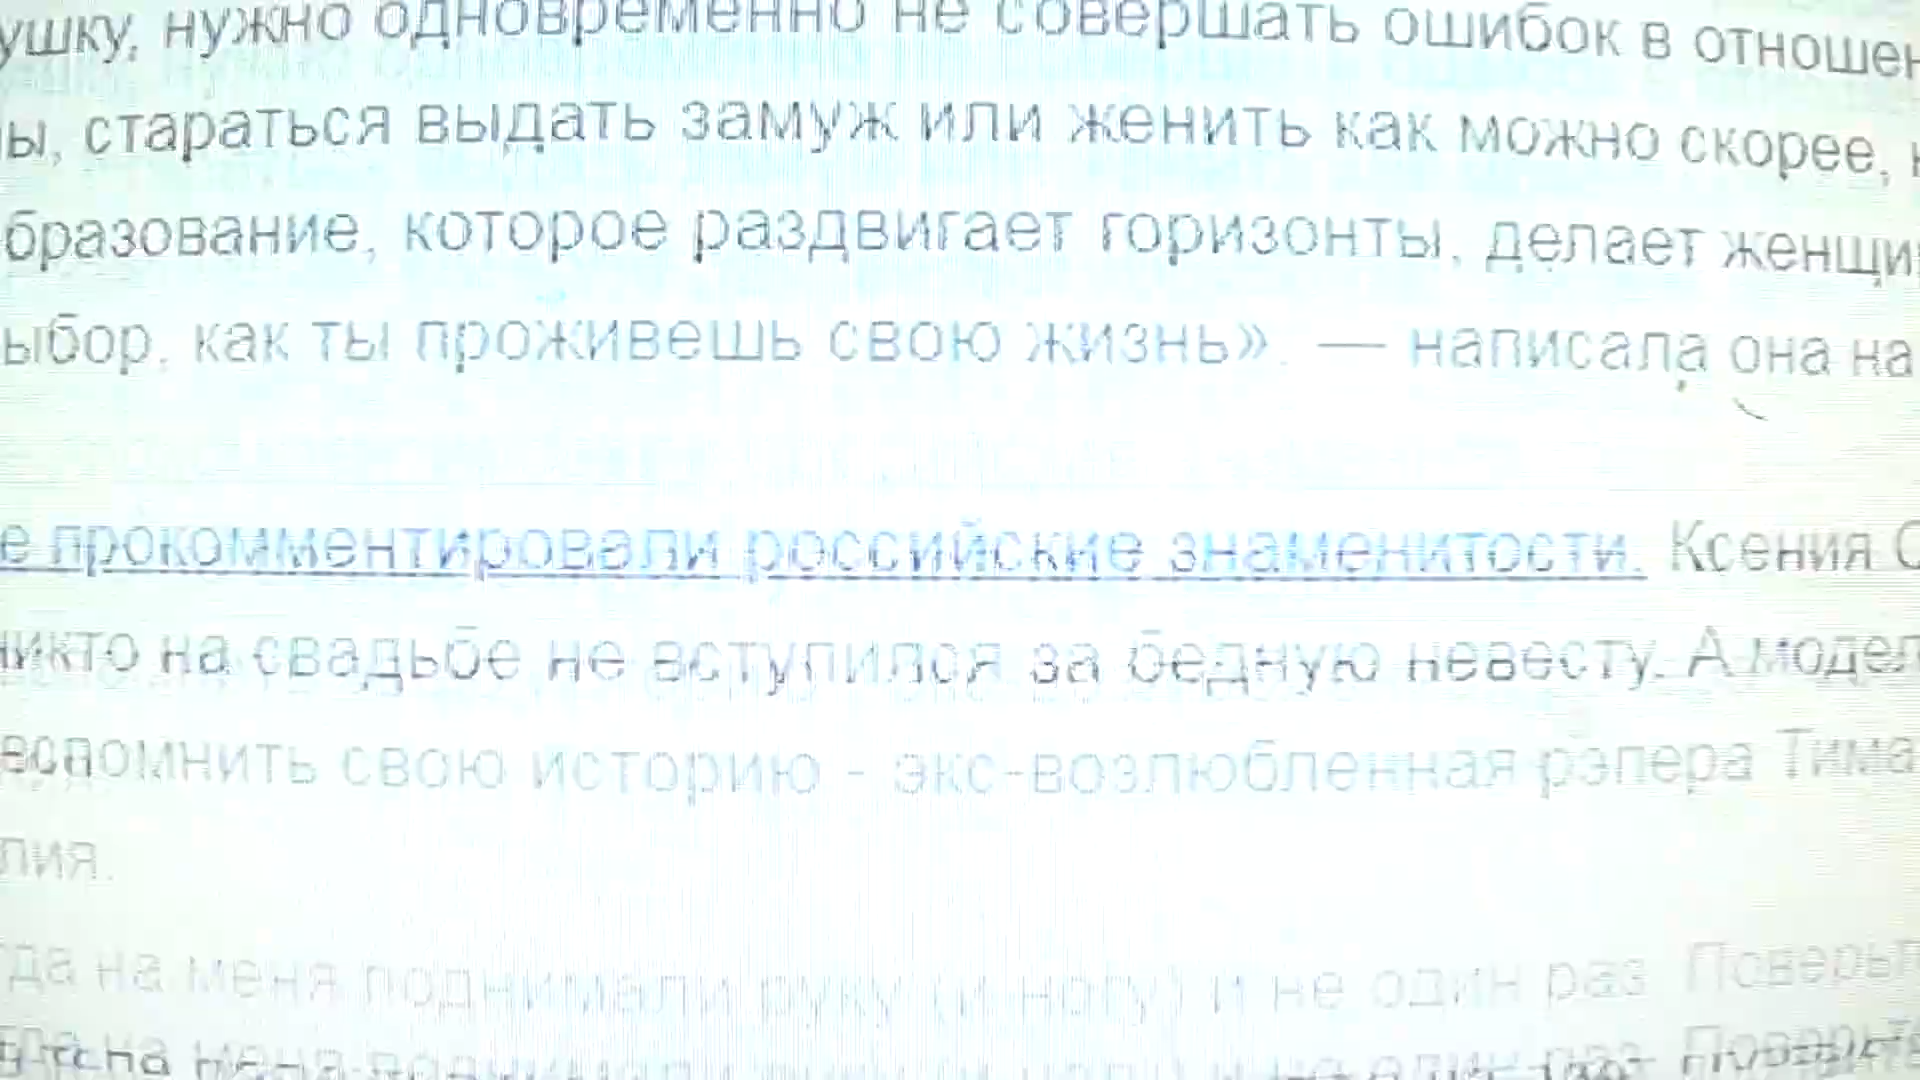 ушку, нужно одновременно не совершать ошибок в отношен
ы, стараться выдать замуж или женить как можно скорее,
бразование, которое раздвигает горизонты, делает женщи
ыбор, как ты проживешь свою жизнь», — написала она на
е прокомментировали российские знаменитости. Ксения С
никто на свадьбе не вступился за бедную невесту. А модел
вспомнить свою историю - экс-возлюбленная рэпера Тима
лия.
гда на меня поднимали руку (и ногу) и не один раз. Поверьт